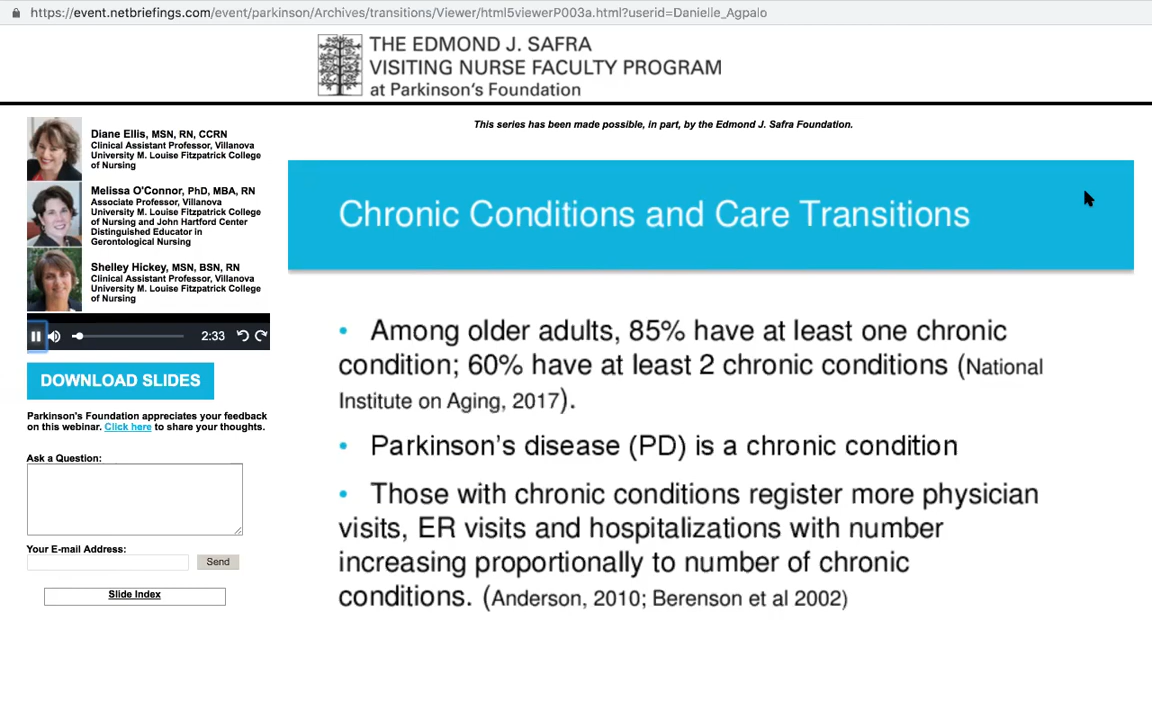 https://event.netbriefings.com/event/parkinson/Archives/transitions/Viewer/html5viewerP003a.html?userid=Danielle_Agpalo
THE EDMOND J. SAFRA
VISITING NURSE FACULTY PROGRAM
at Parkinson's Foundation
This series has been made possible, in part, by the Edmond J. Safra Foundation.
Diane Ellis, MSN, RN, CCRN
Clinical Assistant Professor, Villanova
University M. Louise Fitzpatrick College
of Nursing
Melissa O'Connor, PhD, MBA, RN
Associate Professor, Villanova
University M. Louise Fitzpatrick College
of Nursing and John Hartford Center
Distinguished Educator in
Gerontological Nursing
Shelley Hickey, MSN, BSN, RN
Clinical Assistant Professor, Villanova
University M. Louise Fitzpatrick College
of Nursing
2:33
DOWNLOAD SLIDES
Parkinson's Foundation appreciates your feedback
on this webinar. Click here to share your thoughts.
Ask a Question:
Your E-mail Address:
Send
Slide Index
Chronic Conditions and Care Transitions
• Among older adults, 85% have at least one chronic
condition; 60% have at least 2 chronic conditions (National
Institute on Aging, 2017).
• Parkinson's disease (PD) is a chronic condition
• Those with chronic conditions register more physician
visits, ER visits and hospitalizations with number
increasing proportionally to number of chronic
conditions. (Anderson, 2010; Berenson et al 2002)